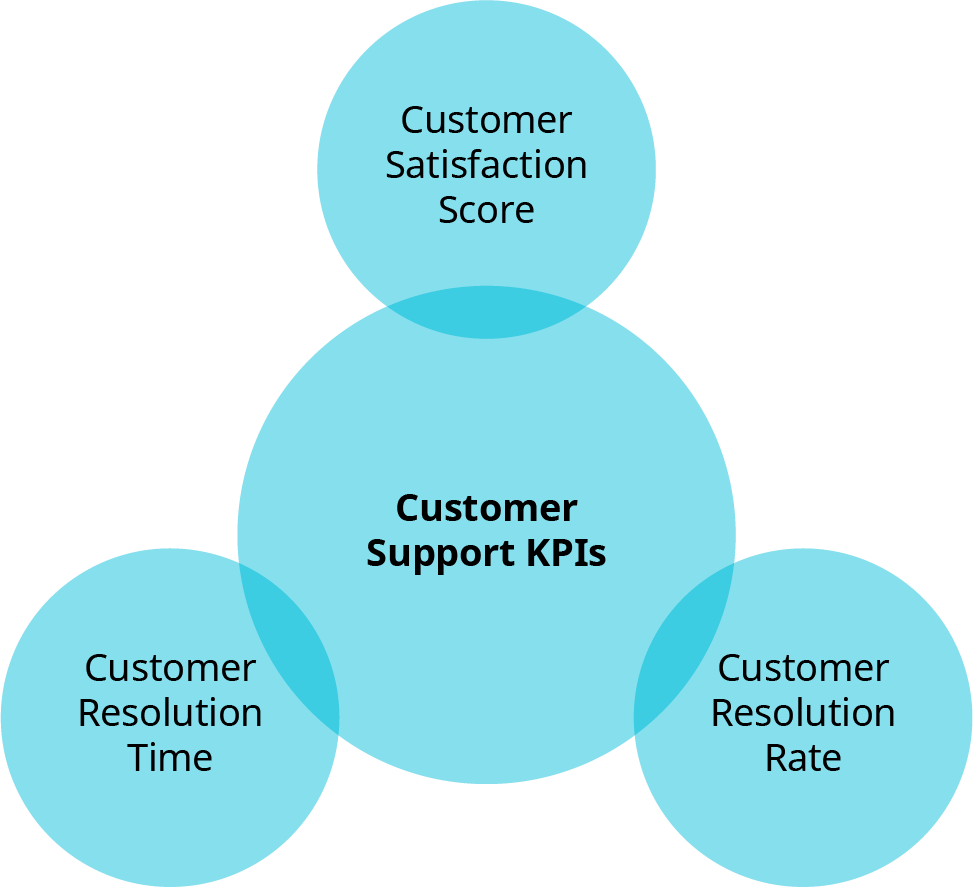 Customer
Satisfaction
Score
Customer
Support KPIs
Customer
Resolution
Time
Customer
Resolution
Rate